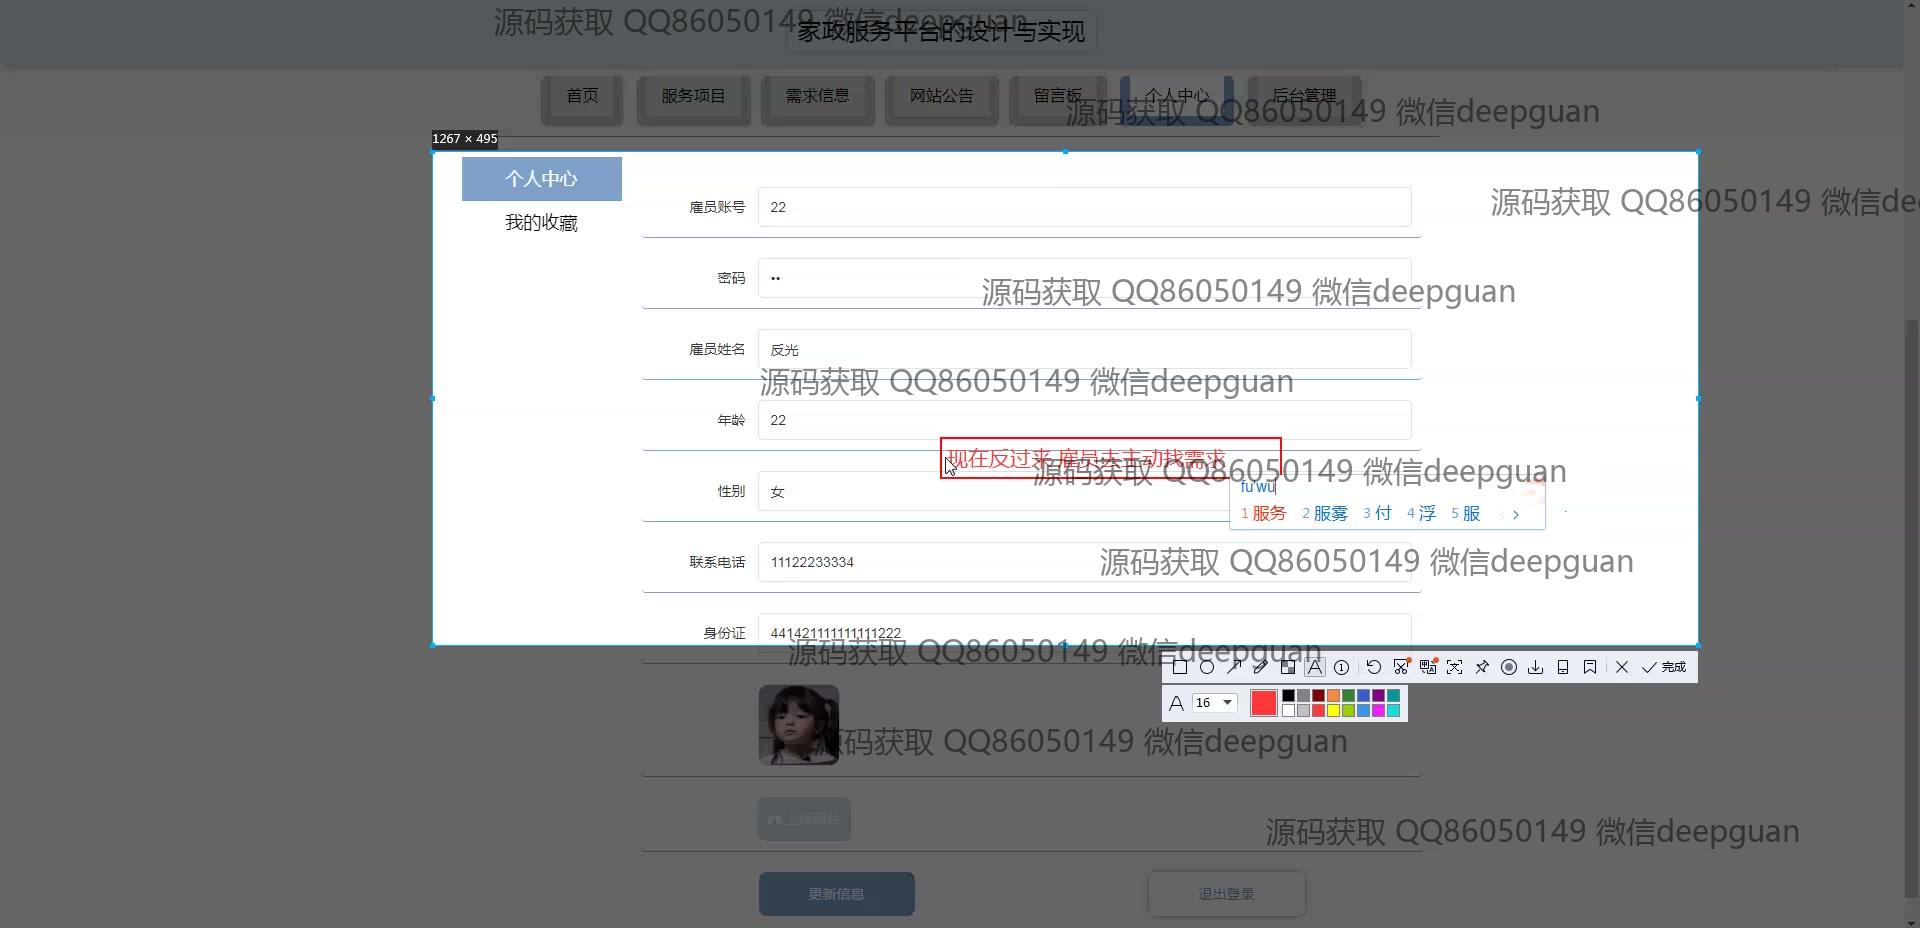 源码获取 QQ86050149 微信deepguan
家政服务平台的设计与实现
首页 服务项目 需求信息 网站公告 留言板 个人中心 后台管理
源码获取 QQ86050149 微信deepguan
1267 × 495
个人中心
我的收藏
雇员账号 22
源码获取 QQ86050149 微信de
密码 ••
源码获取 QQ86050149 微信deepguan
雇员姓名 反光
源码获取 QQ86050149 微信deepguan
年龄 22
现在反过来 雇员去主动找需求
源码获取 QQ86050149 微信deepguan
性别 女
fu'wu
1 服务 2 服雾 3 付 4 浮 5 服
联系电话 11122233334
源码获取 QQ86050149 微信deepguan
身份证 441421111111111222
源码获取 QQ86050149 微信deepguan
完成
A 16
源码获取 QQ86050149 微信deepguan
上传照片
源码获取 QQ86050149 微信deepguan
更新信息 退出登录